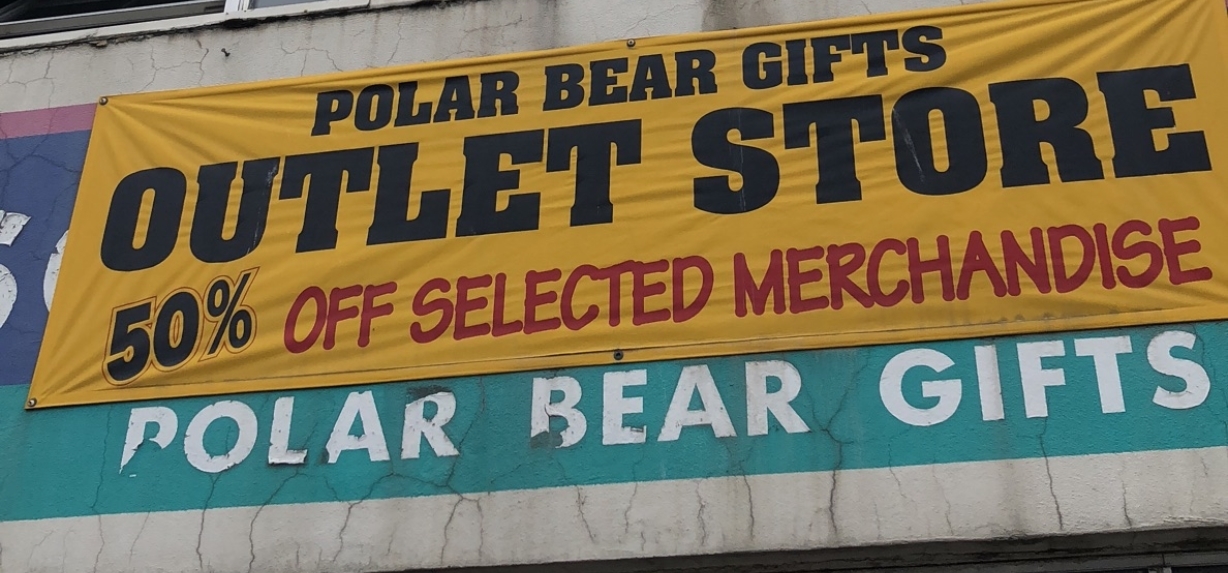 POLAR BEAR GIFTS
OUTLET STORE
50% OFF SELECTED MERCHANDISE
POLAR BEAR GIFTS